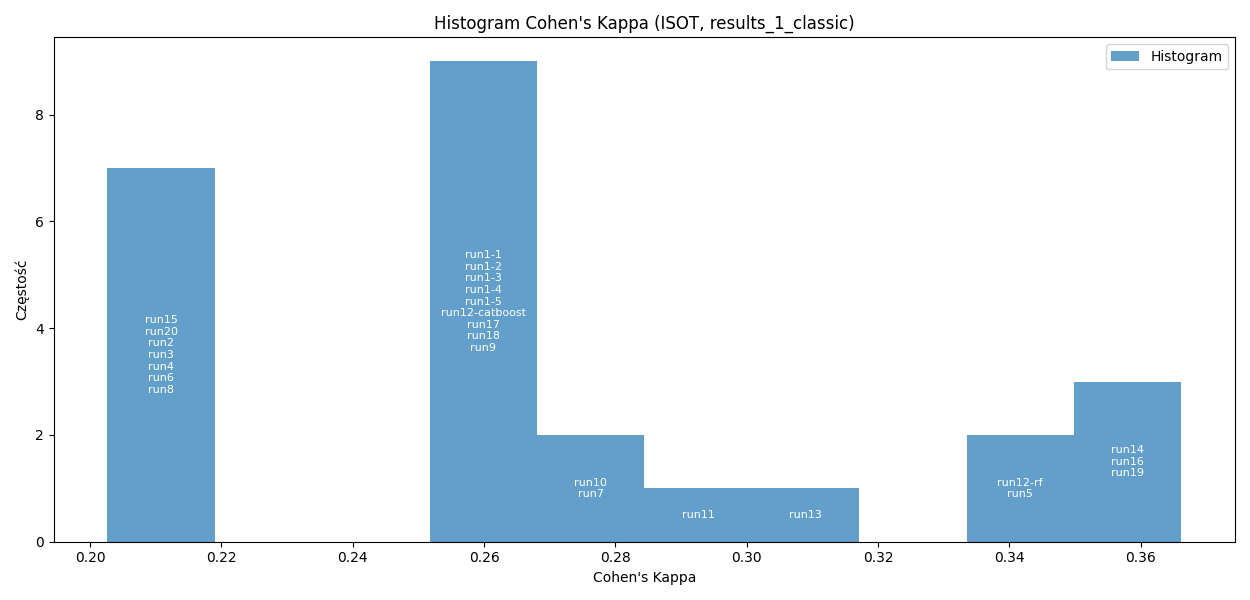 Histogram Cohen's Kappa (ISOT, results_1_classic)
Histogram
Częstość
8
6
4
2
0
run15
run20
run2
run3
run4
run6
run8
run1-1
run1-2
run1-3
run1-4
run1-5
run12-catboost
run17
run18
run9
run10
run7
run11
run13
run12-rf
run5
run14
run16
run19
0.20 0.22 0.24 0.26 0.28 0.30 0.32 0.34 0.36
Cohen's Kappa